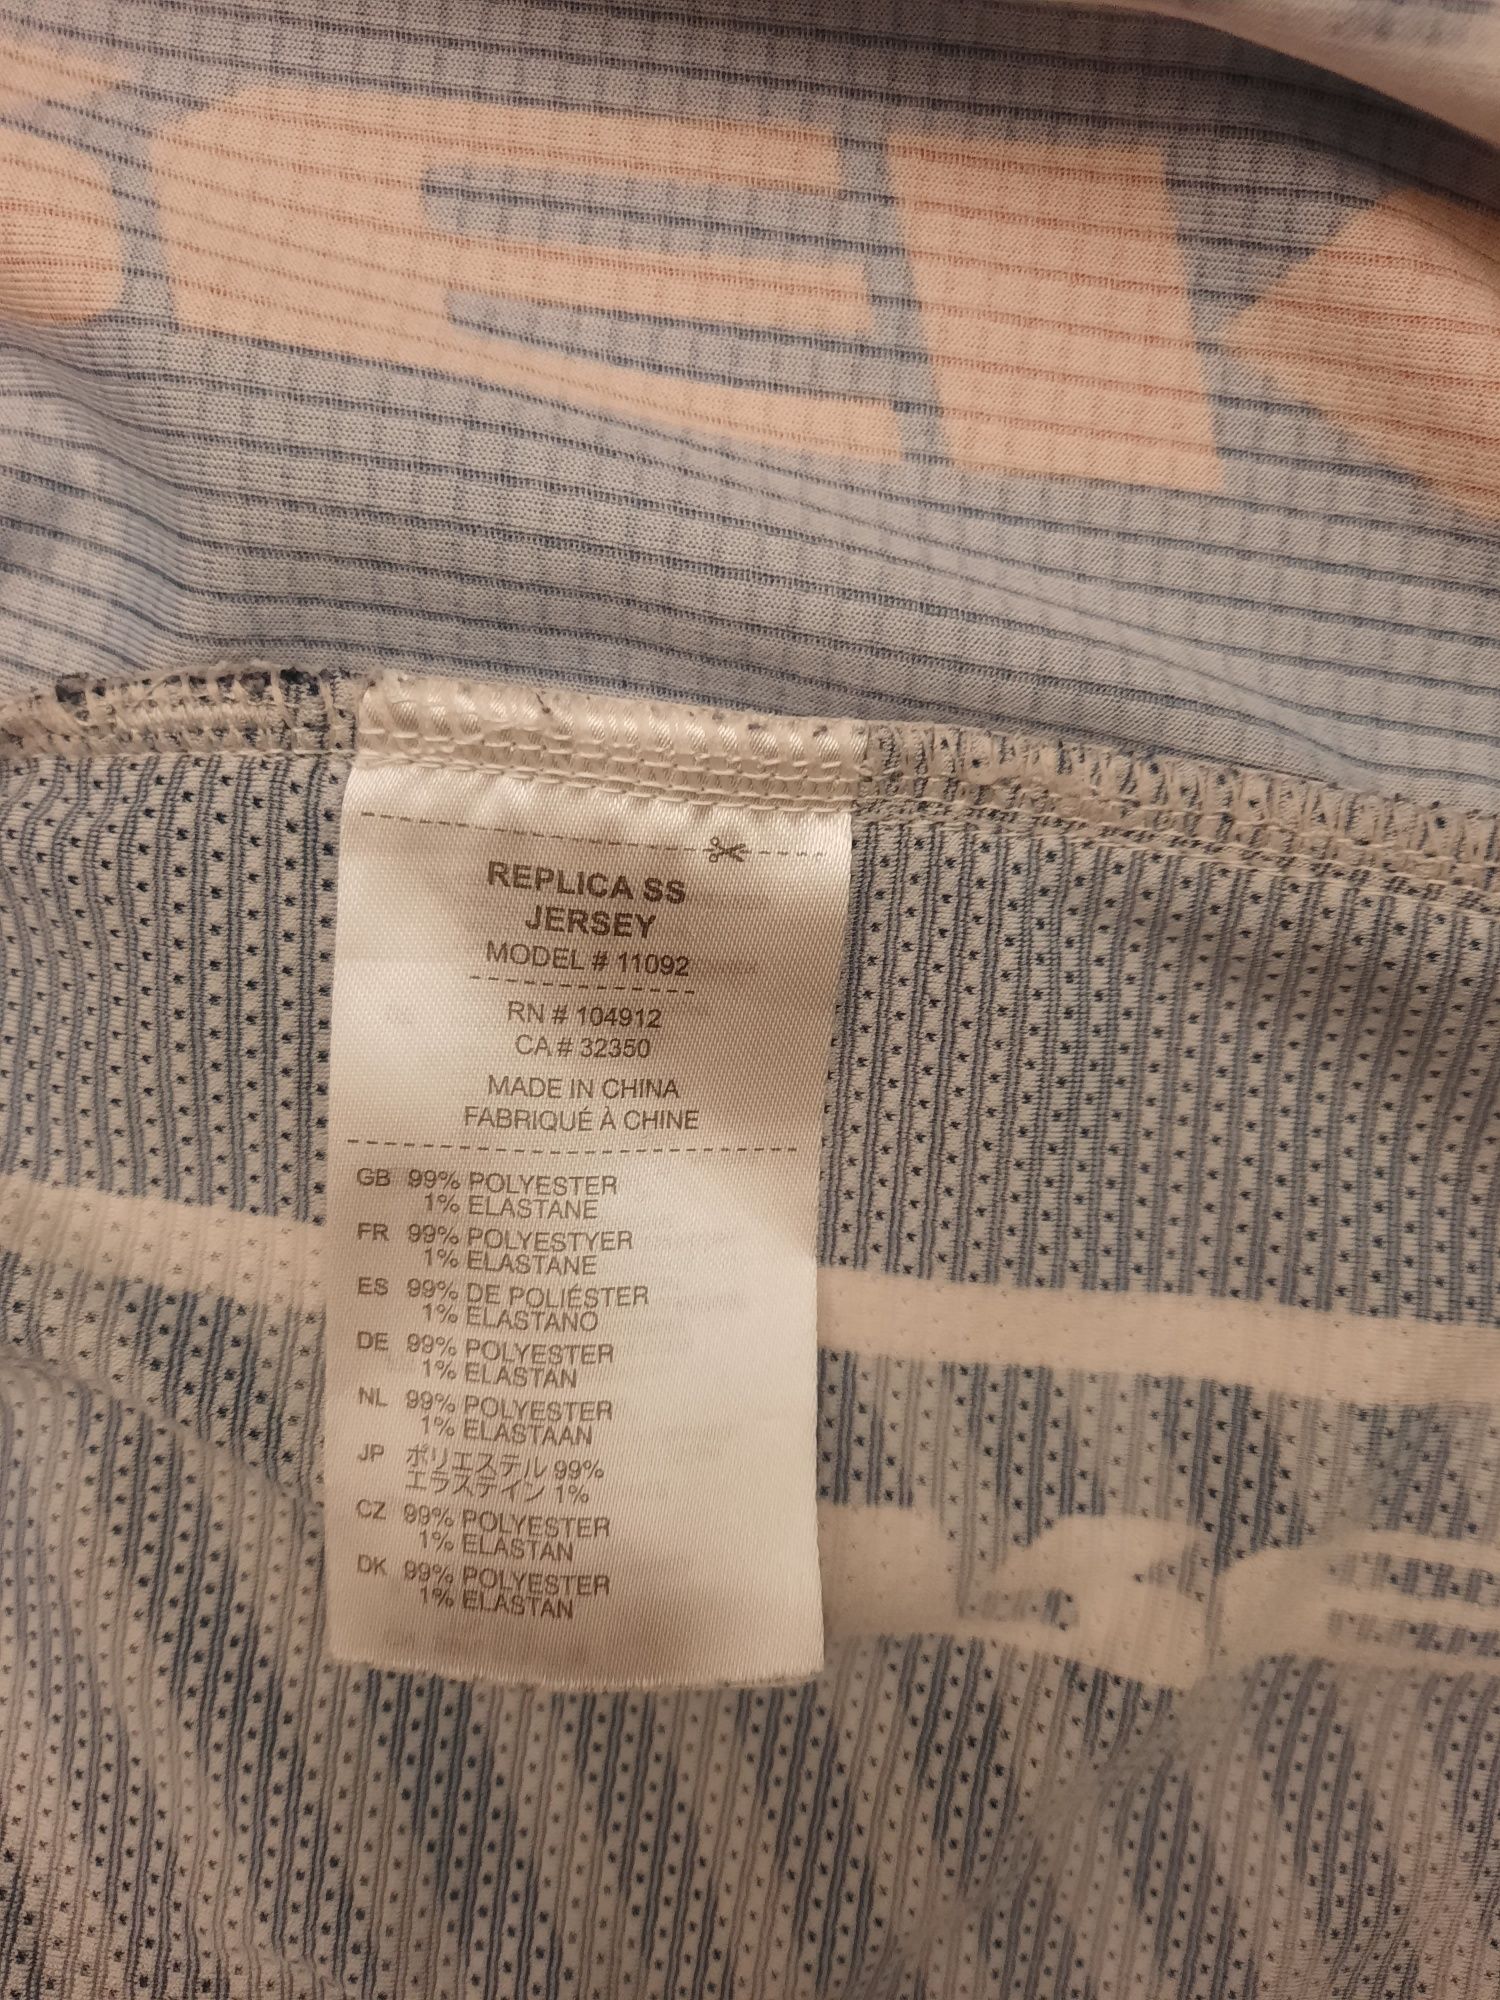 REPLICA SS
JERSEY
MODEL # 11092
RN # 104912
CA # 32350
MADE IN CHINA
FABRIQUÉ À CHINE
GB 99% POLYESTER
1% ELASTANE
FR 99% POLYESTYER
1% ELASTANE
ES 99% DE POLIÉSTER
1% ELASTANO
DE 99% POLYESTER
1% ELASTAN
NL 99% POLYESTER
1% ELASTAAN
JP ポリエステル 99%
エラステイン 1%
CZ 99% POLYESTER
1% ELASTAN
DK 99% POLYESTER
1% ELASTAN